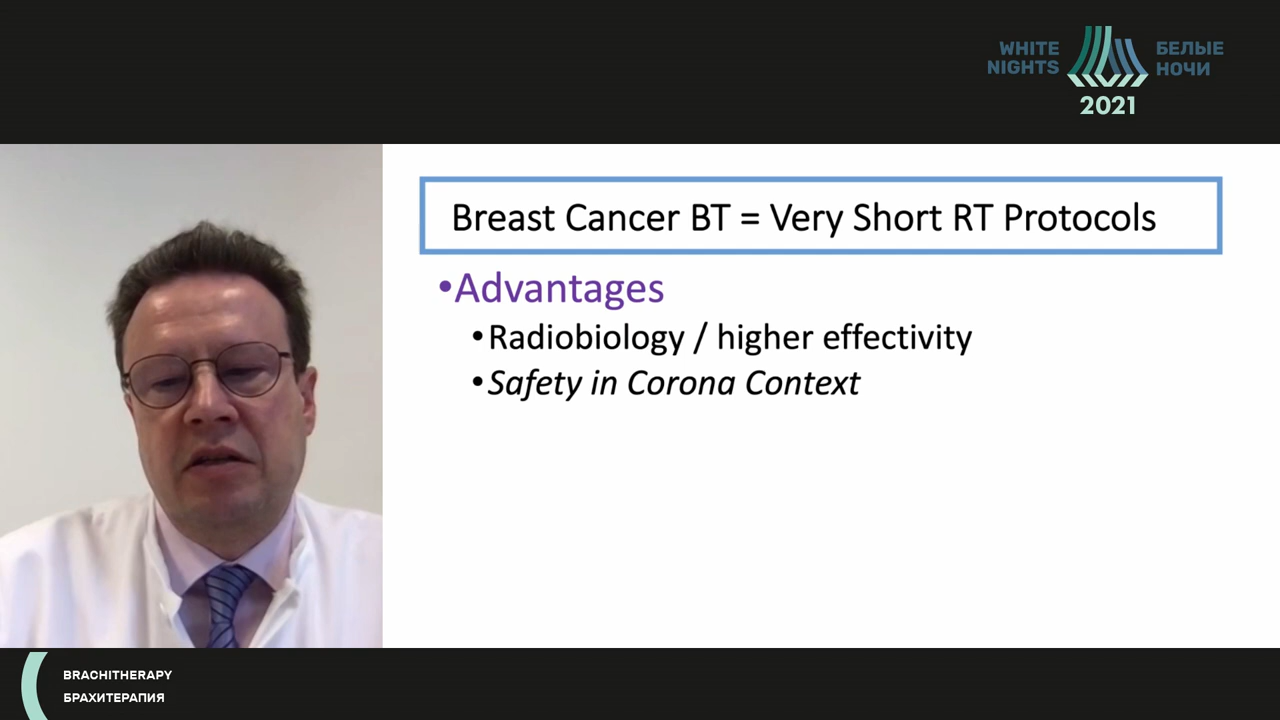 WHITE
NIGHTS
БЕЛЫЕ
НОЧИ
2021
Breast Cancer BT = Very Short RT Protocols
•Advantages
•Radiobiology / higher effectivity
•Safety in Corona Context
BRACHITHERAPY
БРАХИТЕРАПИЯ